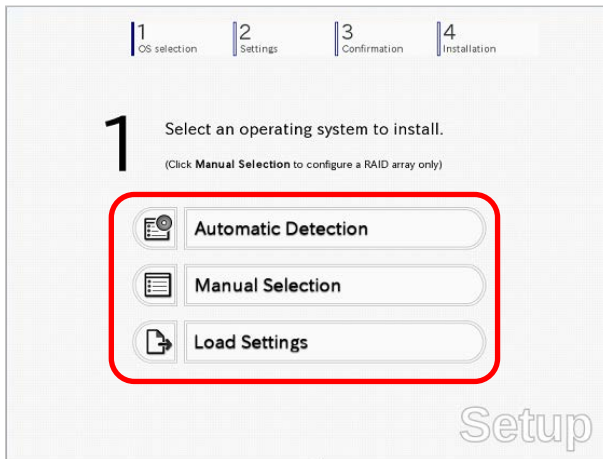 1
OS selection
2
Settings
3
Confirmation
4
Installation
1
Select an operating system to install.
(Click Manual Selection to configure a RAID array only)
Automatic Detection
Manual Selection
Load Settings
Setup